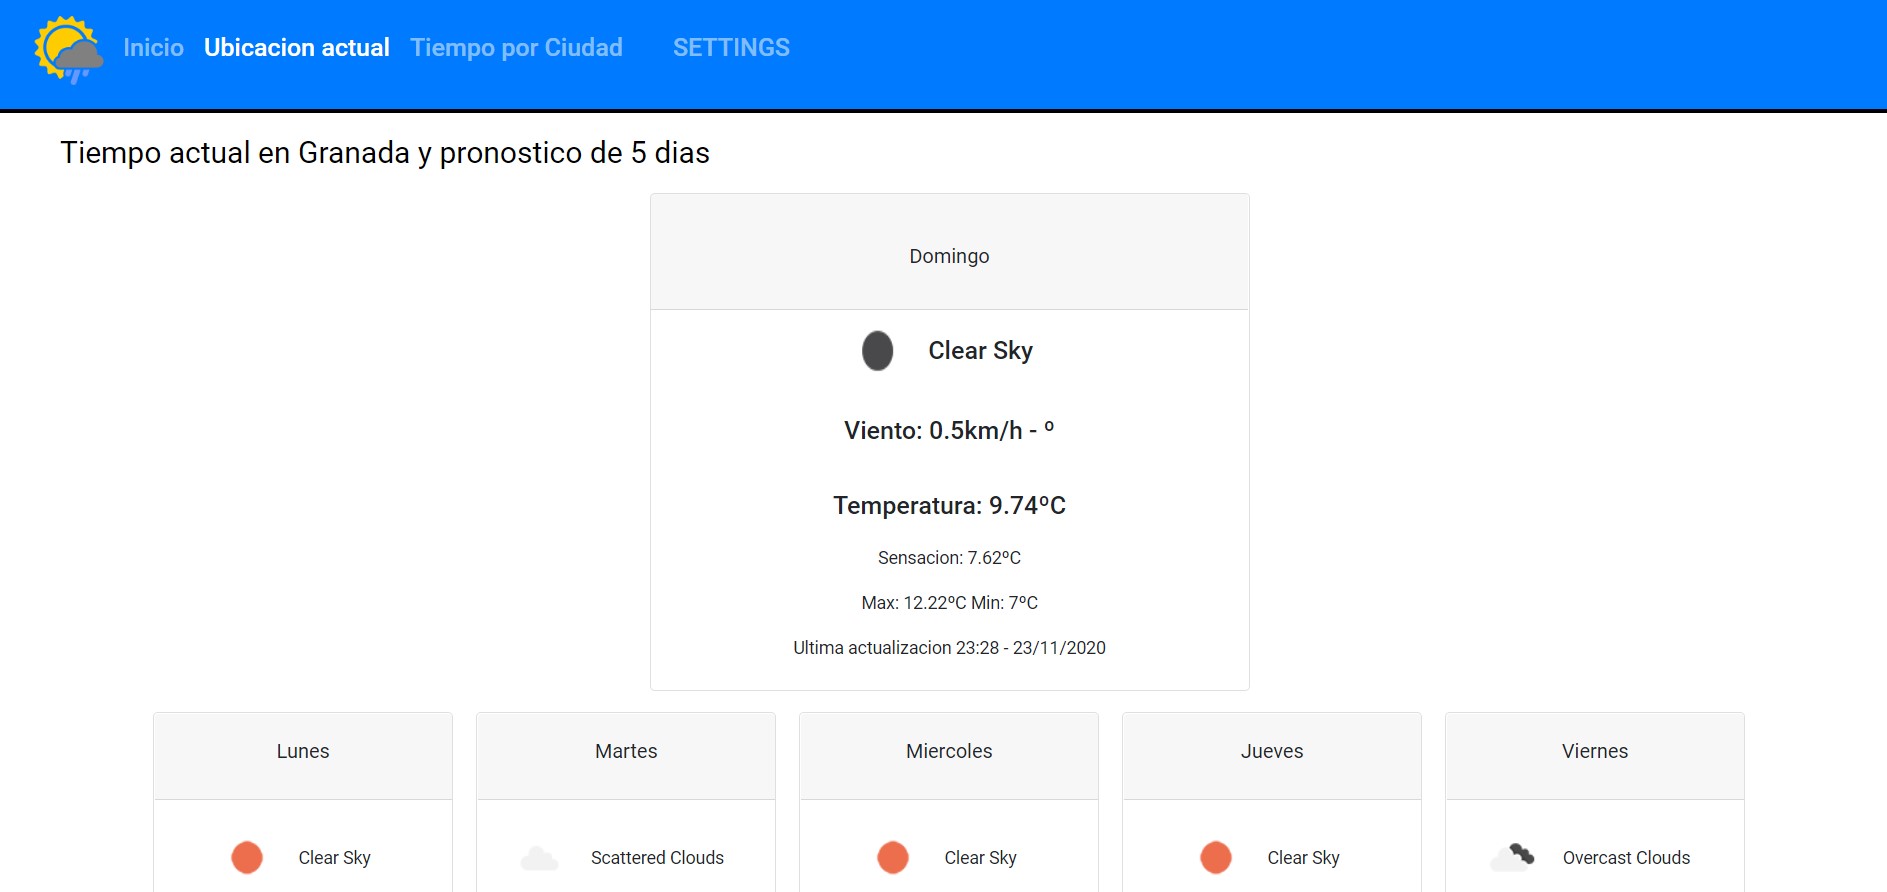 Inicio Ubicacion actual Tiempo por Ciudad SETTINGS
Tiempo actual en Granada y pronostico de 5 dias
Domingo
Clear Sky
Viento: 0.5km/h - º
Temperatura: 9.74ºC
Sensacion: 7.62ºC
Max: 12.22ºC Min: 7ºC
Ultima actualizacion 23:28 - 23/11/2020
Lunes Martes Miercoles Jueves Viernes
Clear Sky Scattered Clouds Clear Sky Clear Sky Overcast Clouds